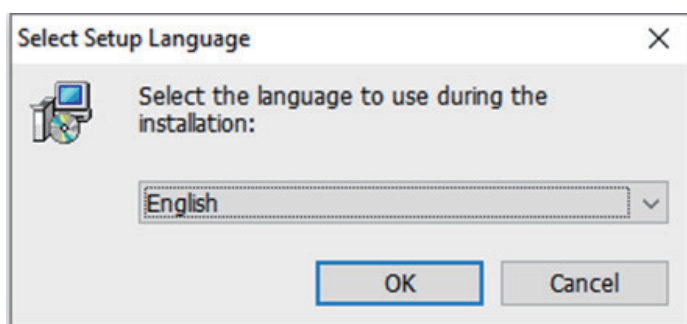 Select Setup Language
Select the language to use during the
installation:
English
OK
Cancel